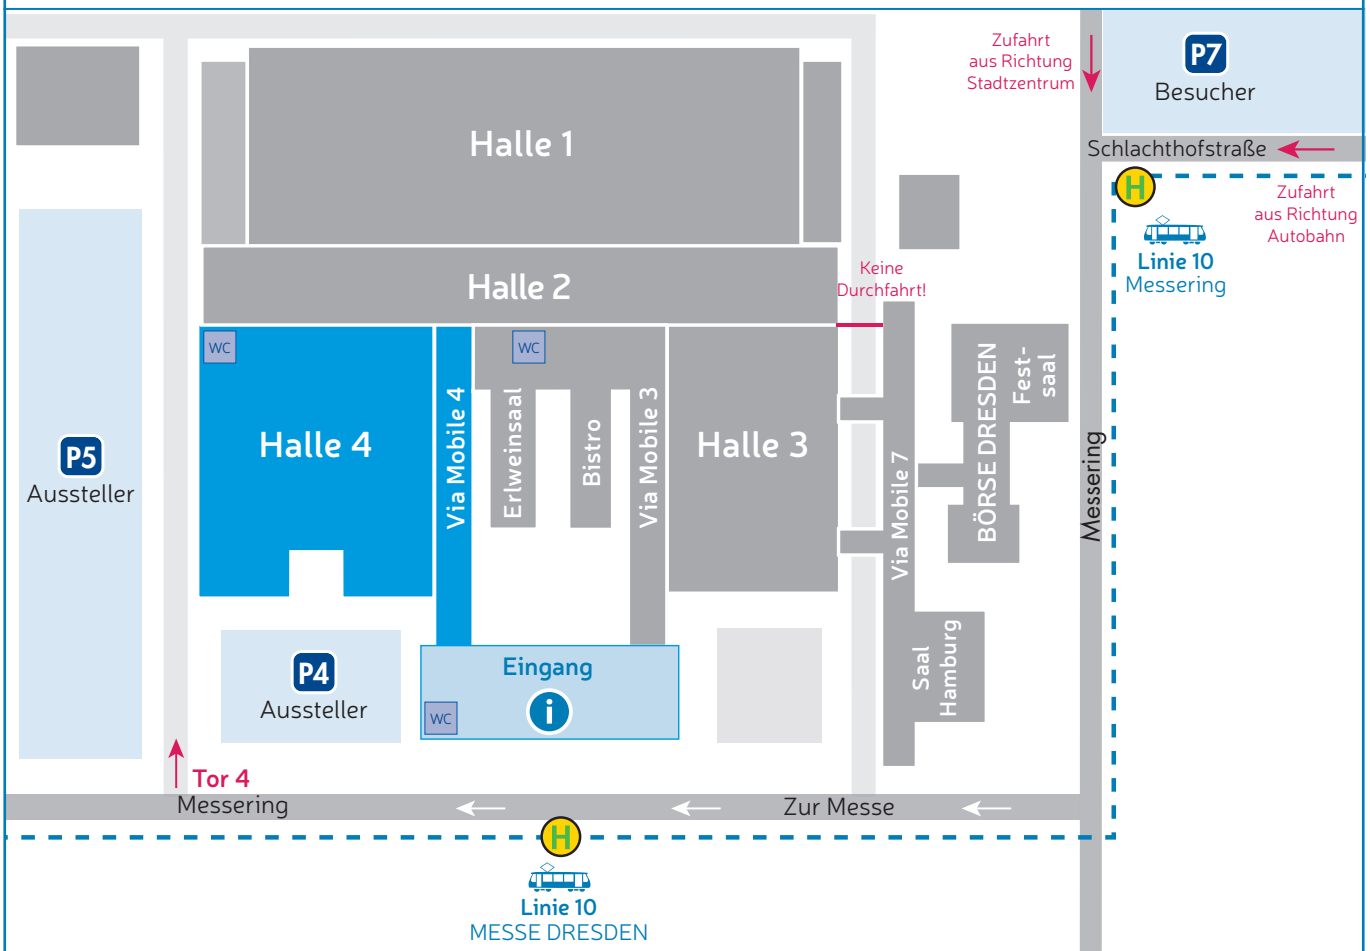 Zufahrt
aus Richtung
Stadtzentrum
P7
Besucher
Halle 1
Schlachthofstraße
H
Zufahrt
aus Richtung
Autobahn
Linie 10
Messering
Keine
Durchfahrt!
Halle 2
WC
WC
Halle 4
Via Mobile 4
Erlweinsaal
Bistro
Via Mobile 3
Halle 3
Via Mobile 7
BÖRSE DRESDEN
Fest-
saal
Messering
P5
Aussteller
Saal
Hamburg
P4
Aussteller
Eingang
i
WC
Tor 4
Messering
Zur Messe
H
Linie 10
MESSE DRESDEN